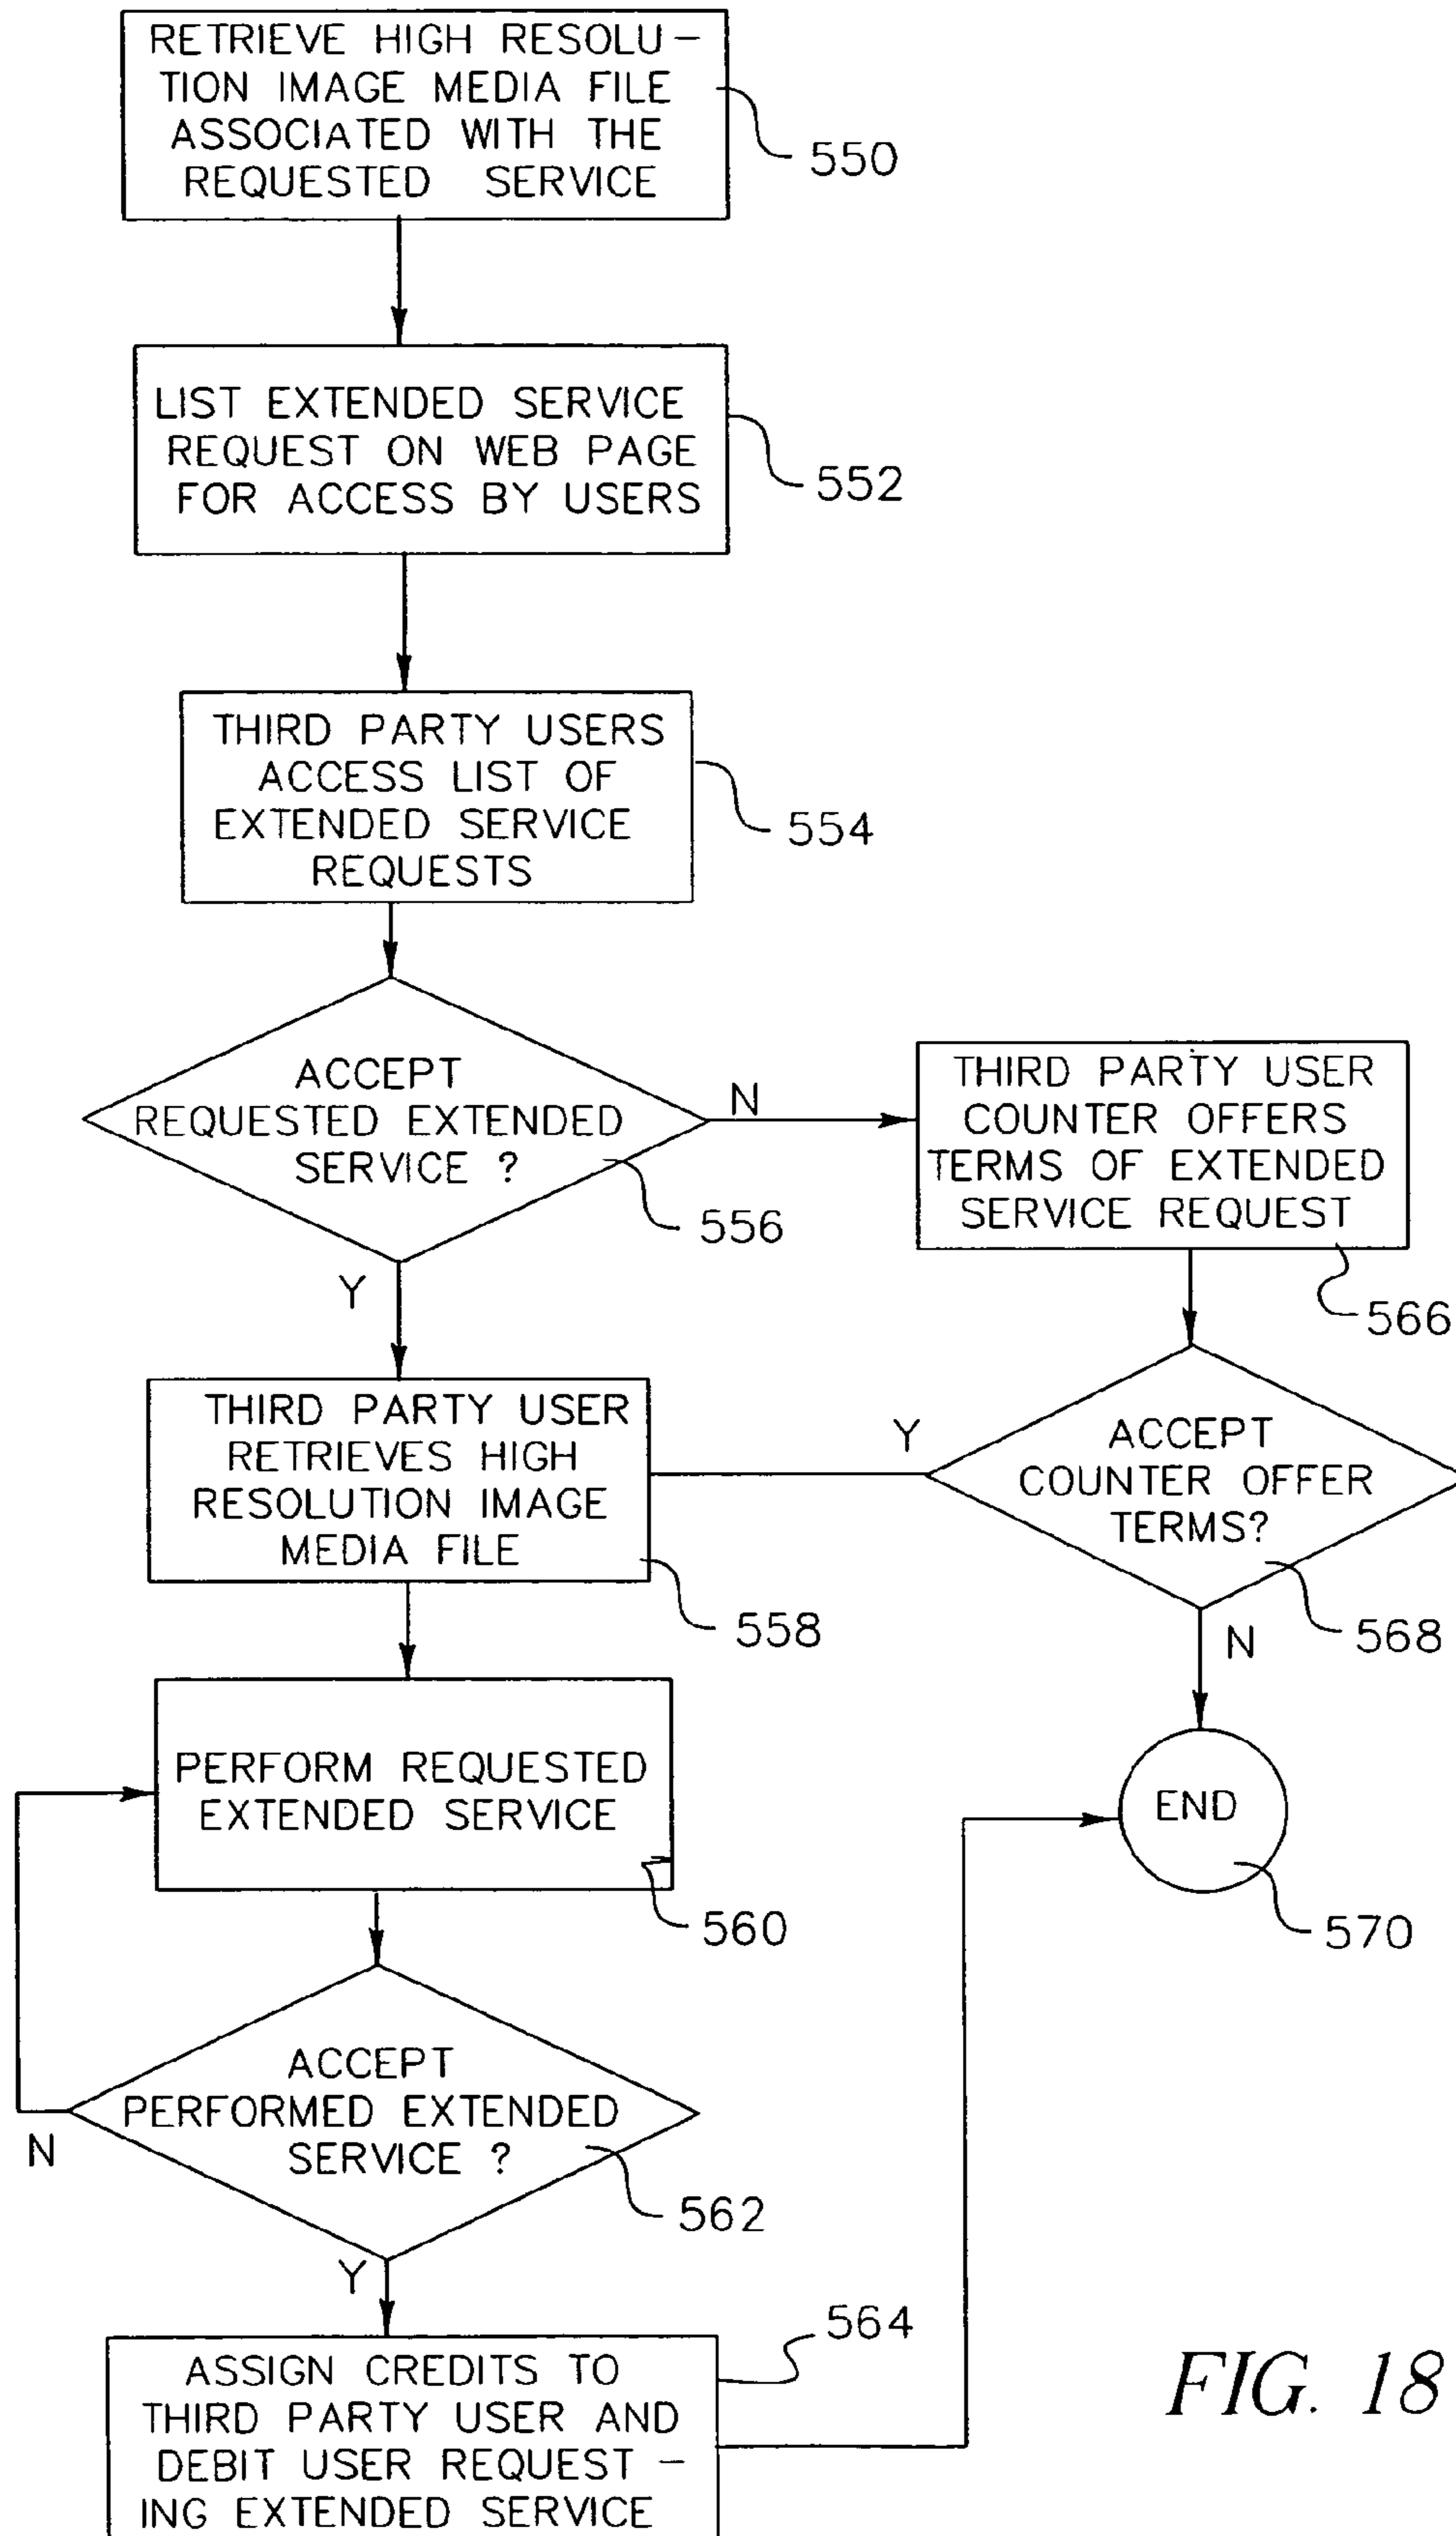 RETRIEVE HIGH RESOLU-
TION IMAGE MEDIA FILE
ASSOCIATED WITH THE
REQUESTED SERVICE
550
LIST EXTENDED SERVICE
REQUEST ON WEB PAGE
FOR ACCESS BY USERS
552
THIRD PARTY USERS
ACCESS LIST OF
EXTENDED SERVICE
REQUESTS
554
ACCEPT
REQUESTED EXTENDED
SERVICE ?
556
N
Y
THIRD PARTY USER
COUNTER OFFERS
TERMS OF EXTENDED
SERVICE REQUEST
566
THIRD PARTY USER
RETRIEVES HIGH
RESOLUTION IMAGE
MEDIA FILE
558
Y
ACCEPT
COUNTER OFFER
TERMS?
568
N
PERFORM REQUESTED
EXTENDED SERVICE
560
END
570
ACCEPT
PERFORMED EXTENDED
SERVICE ?
562
N
Y
ASSIGN CREDITS TO
THIRD PARTY USER AND
DEBIT USER REQUEST -
ING EXTENDED SERVICE
564
FIG. 18